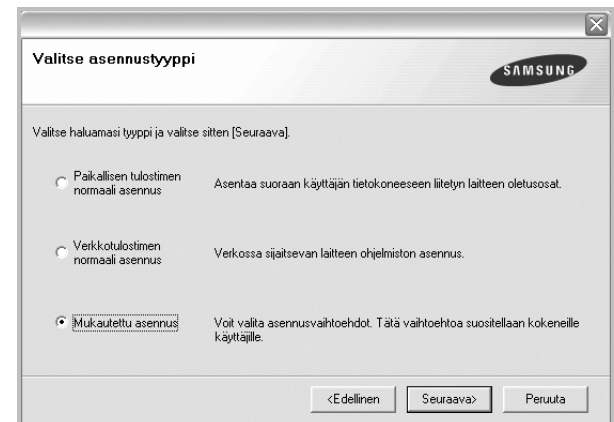 Valitse asennustyyppi
SAMSUNG
Valitse haluamasi tyyppi ja valitse sitten [Seuraava].
Paikallisen tulostimen
normaali asennus
Asentaa suoraan käyttäjän tietokoneeseen liitetyn laitteen oletusosat.
Verkkotulostimen
normaali asennus
Verkossa sijaitsevan laitteen ohjelmiston asennus.
Mukautettu asennus
Voit valita asennusvaihtoehdot. Tätä vaihtoehtoa suositellaan kokeneille
käyttäjille.
<Edellinen
Seuraava>
Peruuta